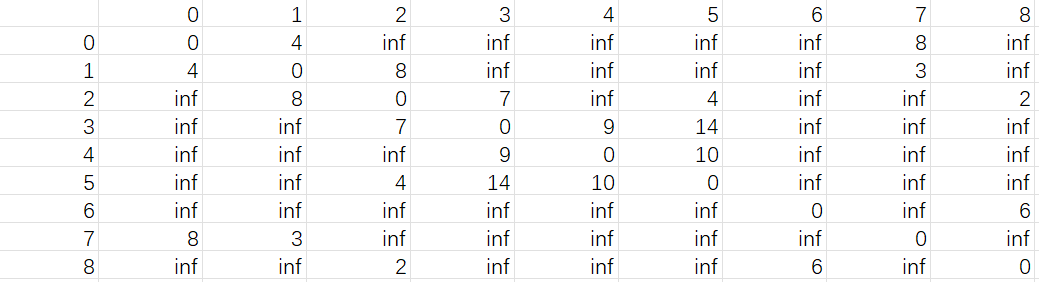 0 1 2 3 4 5 6 7 8
0 0 4 inf inf inf inf inf 8 inf
1 4 0 8 inf inf inf inf 3 inf
2 inf 8 0 7 inf 4 inf inf 2
3 inf inf 7 0 9 14 inf inf inf
4 inf inf inf 9 0 10 inf inf inf
5 inf inf 4 14 10 0 inf inf inf
6 inf inf inf inf inf inf 0 inf 6
7 8 3 inf inf inf inf inf 0 inf
8 inf inf 2 inf inf inf 6 inf 0